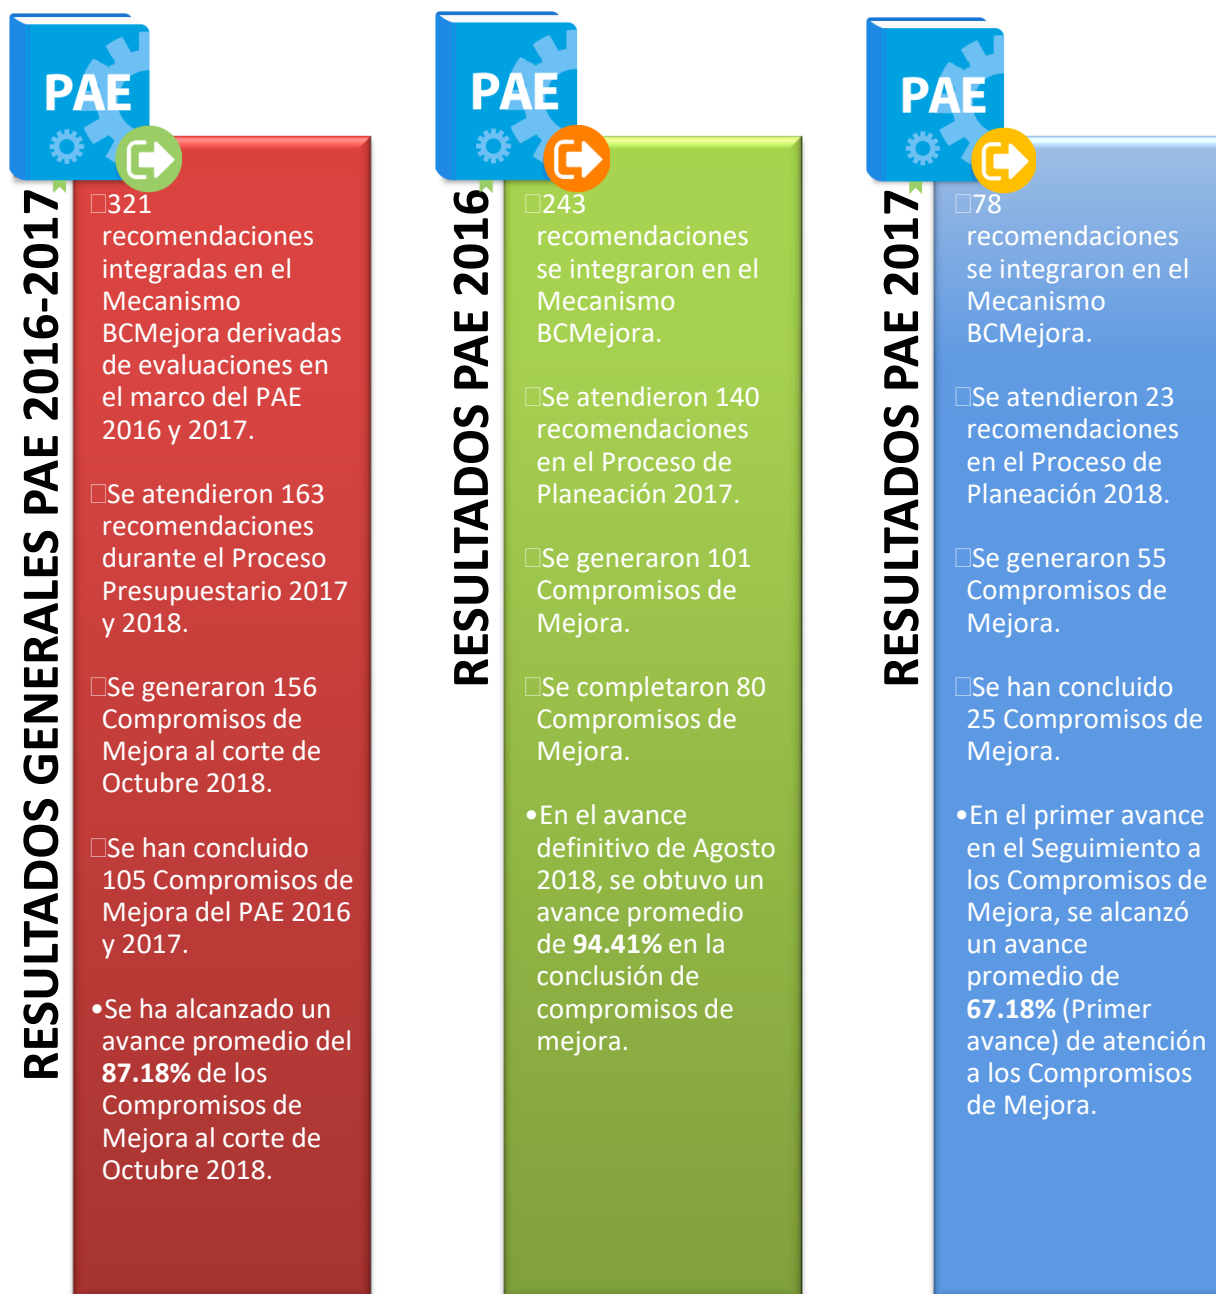 PAE
RESULTADOS GENERALES PAE 2016-2017
321
recomendaciones
integradas en el
Mecanismo
BCMejora derivadas
de evaluaciones en
el marco del PAE
2016 y 2017.
Se atendieron 163
recomendaciones
durante el Proceso
Presupuestario 2017
y 2018.
Se generaron 156
Compromisos de
Mejora al corte de
Octubre 2018.
Se han concluido
105 Compromisos de
Mejora del PAE 2016
y 2017.
•Se ha alcanzado un
avance promedio del
87.18% de los
Compromisos de
Mejora al corte de
Octubre 2018.
PAE
RESULTADOS PAE 2016
243
recomendaciones
se integraron en el
Mecanismo
BCMejora.
Se atendieron 140
recomendaciones
en el Proceso de
Planeación 2017.
Se generaron 101
Compromisos de
Mejora.
Se completaron 80
Compromisos de
Mejora.
•En el avance
definitivo de Agosto
2018, se obtuvo un
avance promedio
de 94.41% en la
conclusión de
compromisos de
mejora.
PAE
RESULTADOS PAE 2017
78
recomendaciones
se integraron en el
Mecanismo
BCMejora.
Se atendieron 23
recomendaciones
en el Proceso de
Planeación 2018.
Se generaron 55
Compromisos de
Mejora.
Se han concluido
25 Compromisos de
Mejora.
•En el primer avance
en el Seguimiento a
los Compromisos de
Mejora, se alcanzó
un avance
promedio de
67.18% (Primer
avance) de atención
a los Compromisos
de Mejora.